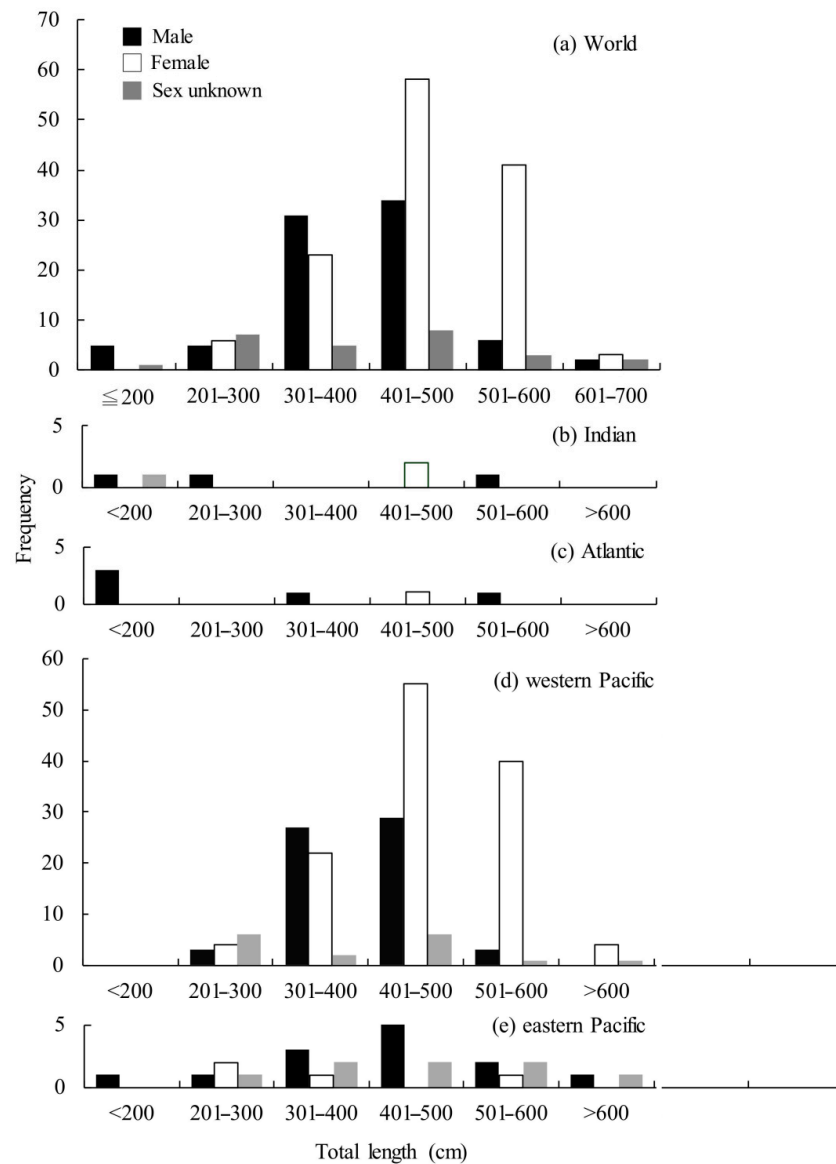 70
Male
(a) World
Female
60
Sex unknown
50
40
30
20
10
0
≦200 201–300 301–400 401–500 501–600 601–700
5
(b) Indian
0
<200 201–300 301–400 401–500 501–600 >600
Frequency
5
(c) Atlantic
0
<200 201–300 301–400 401–500 501–600 >600
60
(d) western Pacific
50
40
30
20
10
0
<200 201–300 301–400 401–500 501–600 >600
5
(e) eastern Pacific
0
<200 201–300 301–400 401–500 501–600 >600
Total length (cm)